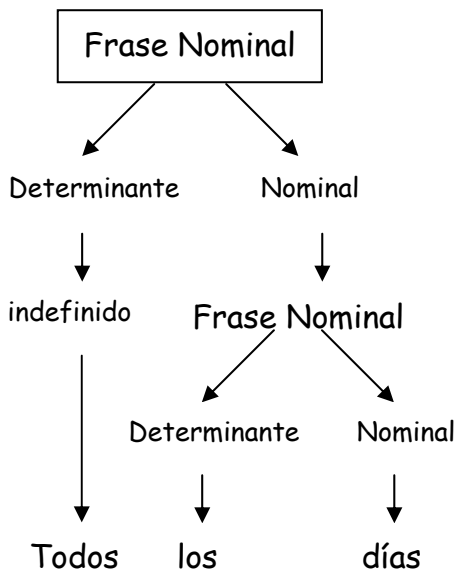 Frase Nominal
Determinante Nominal
indefinido Frase Nominal
Determinante Nominal
Todos los días